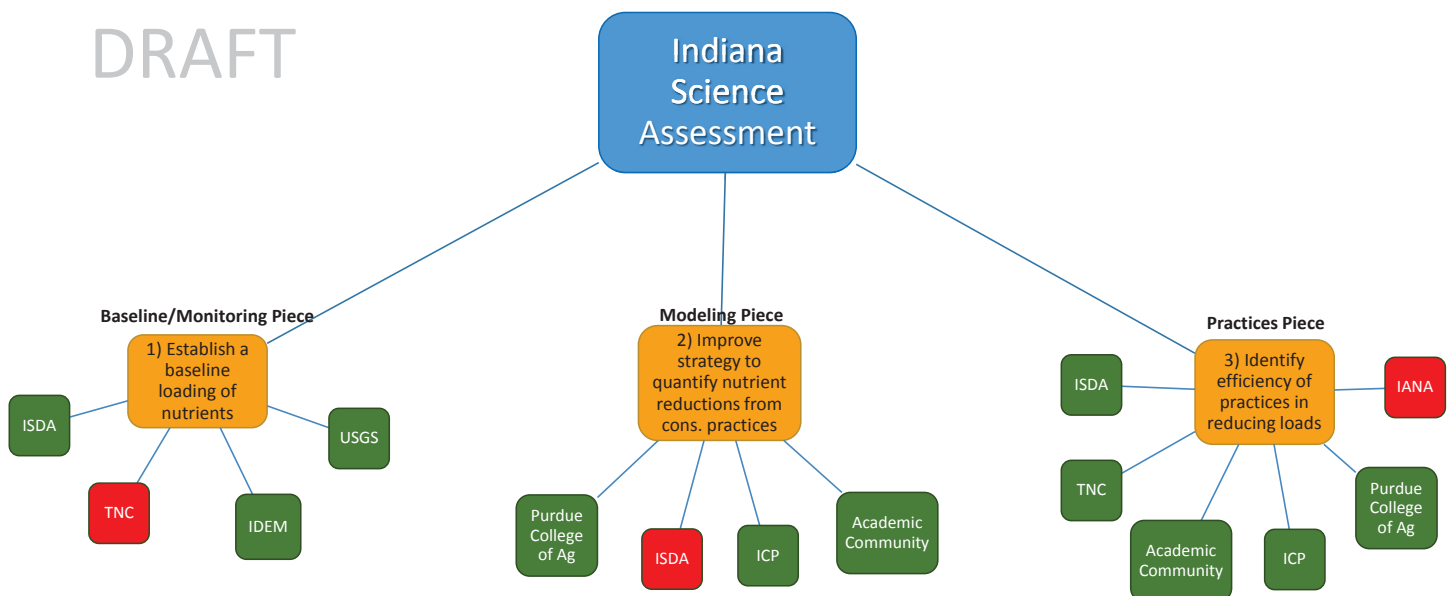 DRAFT
Indiana
Science
Assessment
Baseline/Monitoring Piece
1) Establish a
baseline
loading of
nutrients
ISDA
TNC
IDEM
USGS
Modeling Piece
2) Improve
strategy to
quantify nutrient
reductions from
cons. practices
Purdue
College
of Ag
ISDA
ICP
Academic
Community
Practices Piece
3) Identify
efficiency of
practices in
reducing loads
ISDA
TNC
Academic
Community
ICP
Purdue
College
of Ag
IANA